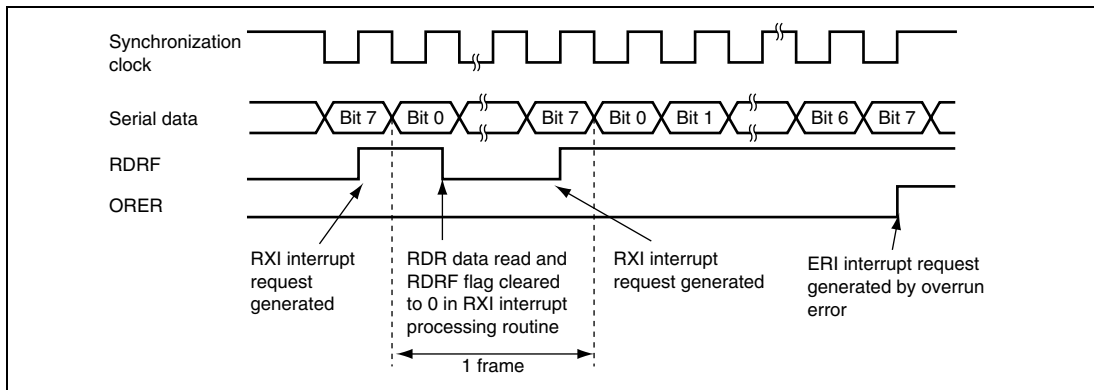 Synchronization
clock
Serial data
Bit 7
Bit 0
Bit 7
Bit 0
Bit 1
Bit 6
Bit 7
RDRF
ORER
RXI interrupt
request
generated
RDR data read and
RDRF flag cleared
to 0 in RXI interrupt
processing routine
RXI interrupt
request generated
ERI interrupt request
generated by overrun
error
1 frame